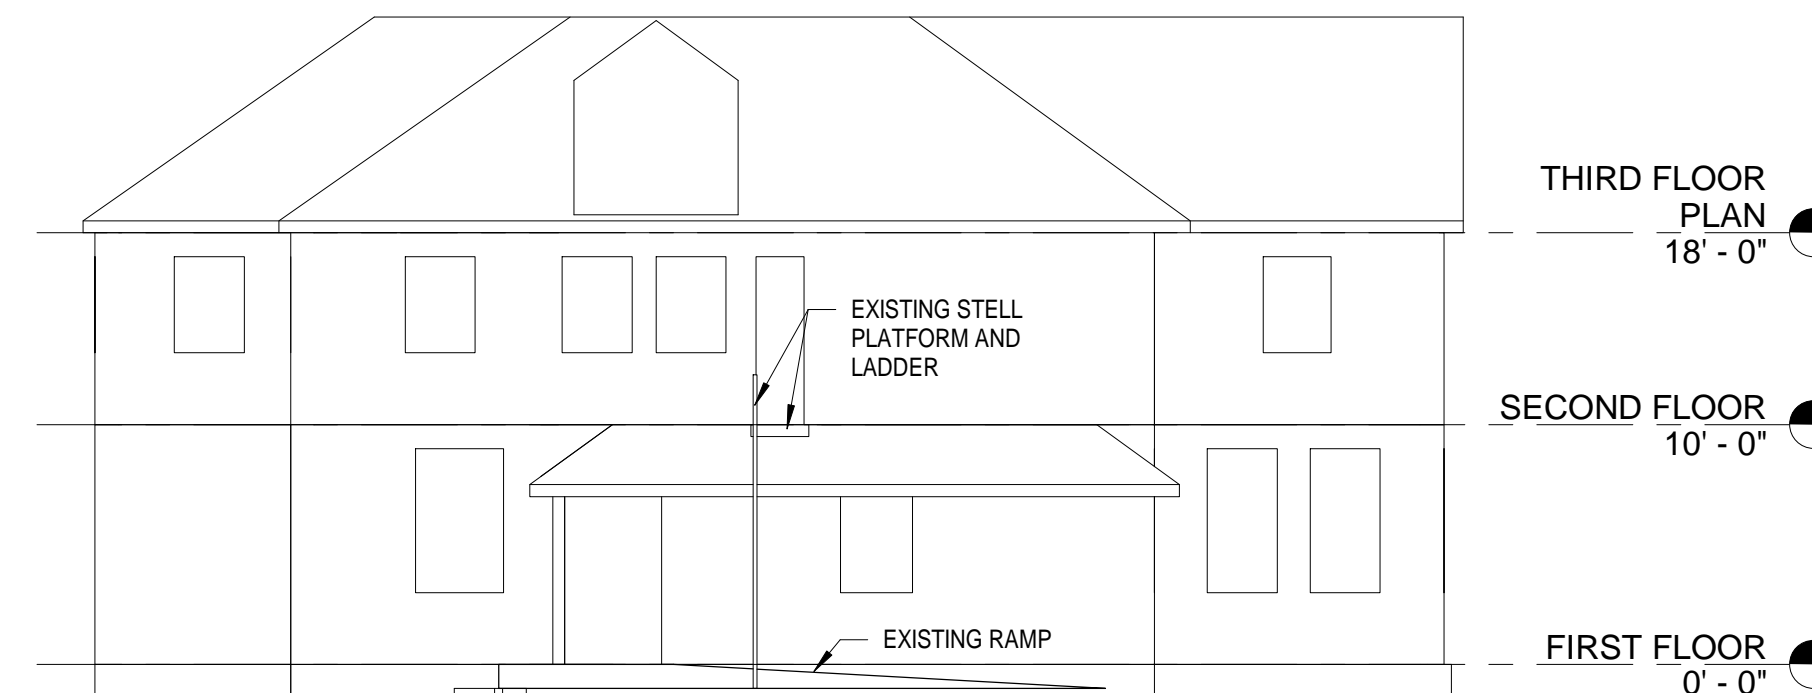 THIRD FLOOR
PLAN
18' - 0"
EXISTING STELL
PLATFORM AND
LADDER
SECOND FLOOR
10' - 0"
EXISTING RAMP
FIRST FLOOR
0' - 0"